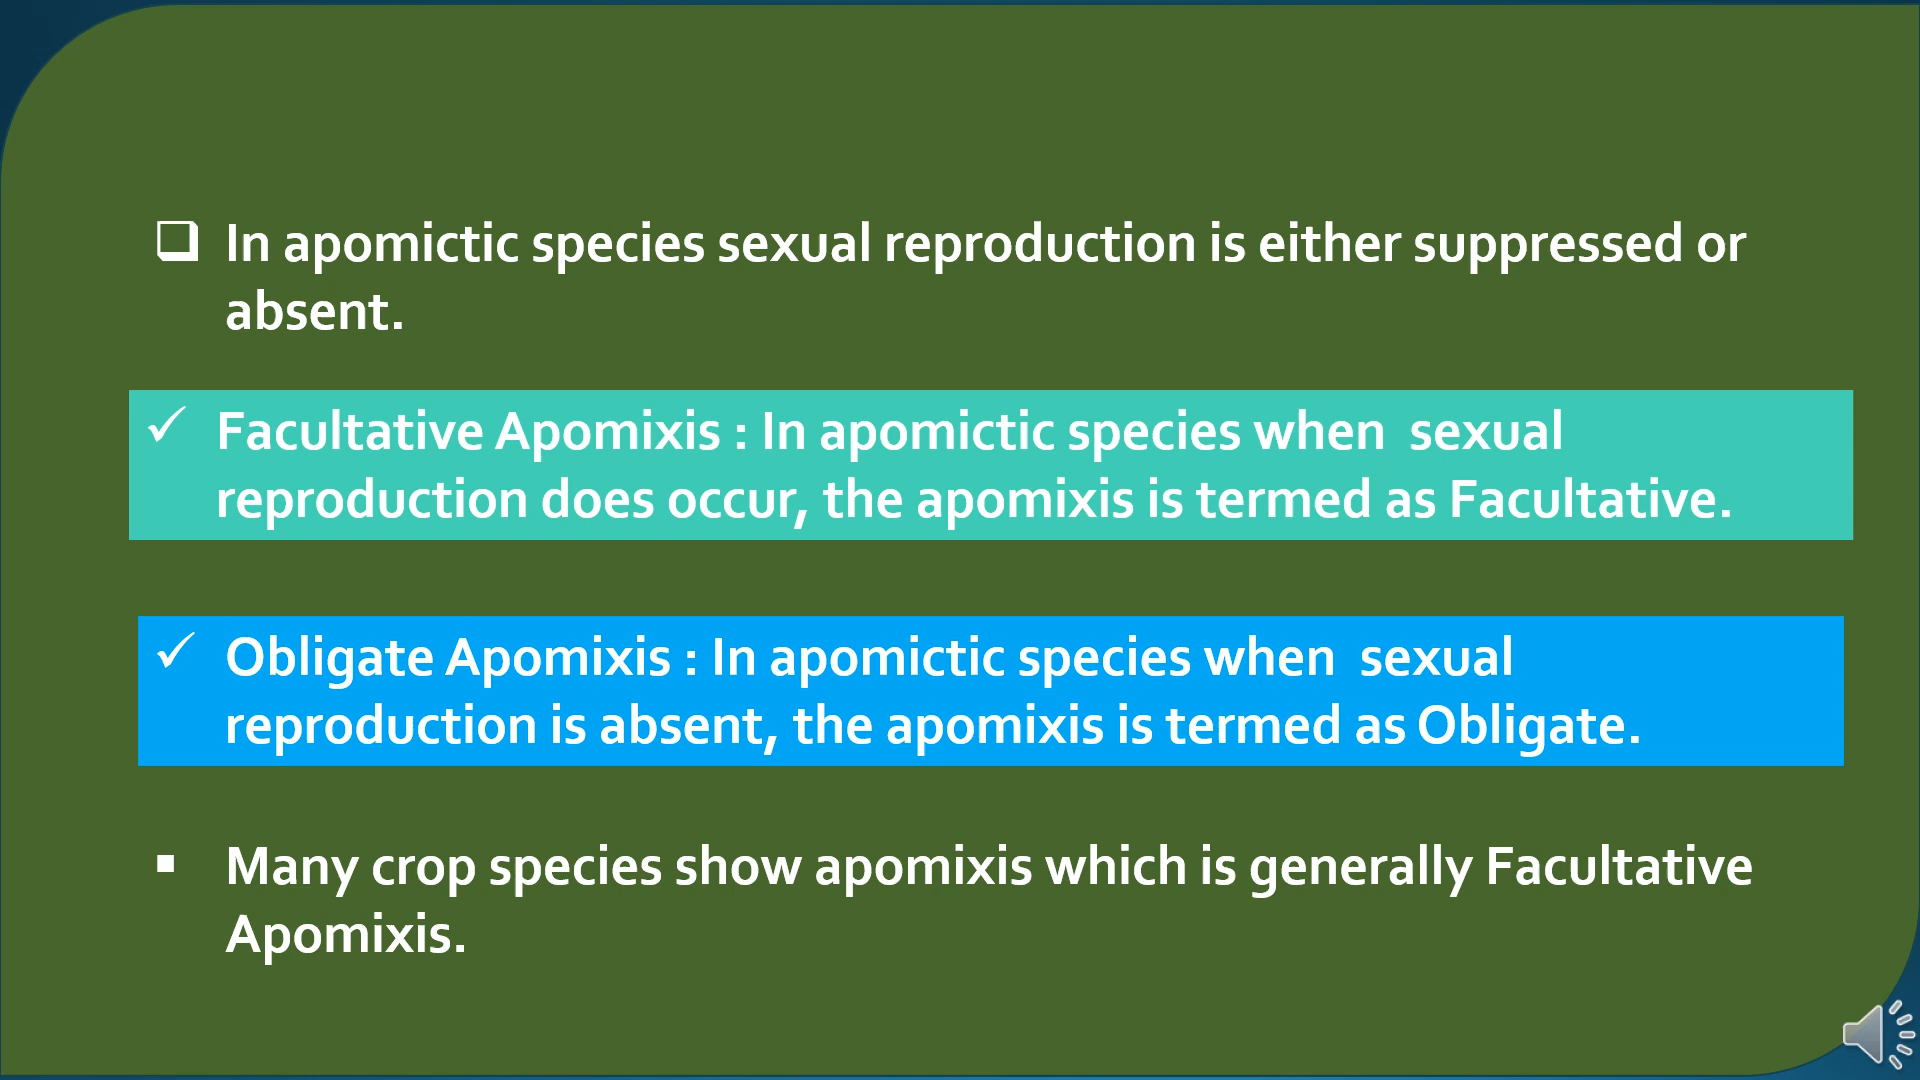 ❑ In apomictic species sexual reproduction is either suppressed or
absent.
✓ Facultative Apomixis : In apomictic species when  sexual
reproduction does occur, the apomixis is termed as Facultative.
✓ Obligate Apomixis : In apomictic species when  sexual
reproduction is absent, the apomixis is termed as Obligate.
▪ Many crop species show apomixis which is generally Facultative
Apomixis.